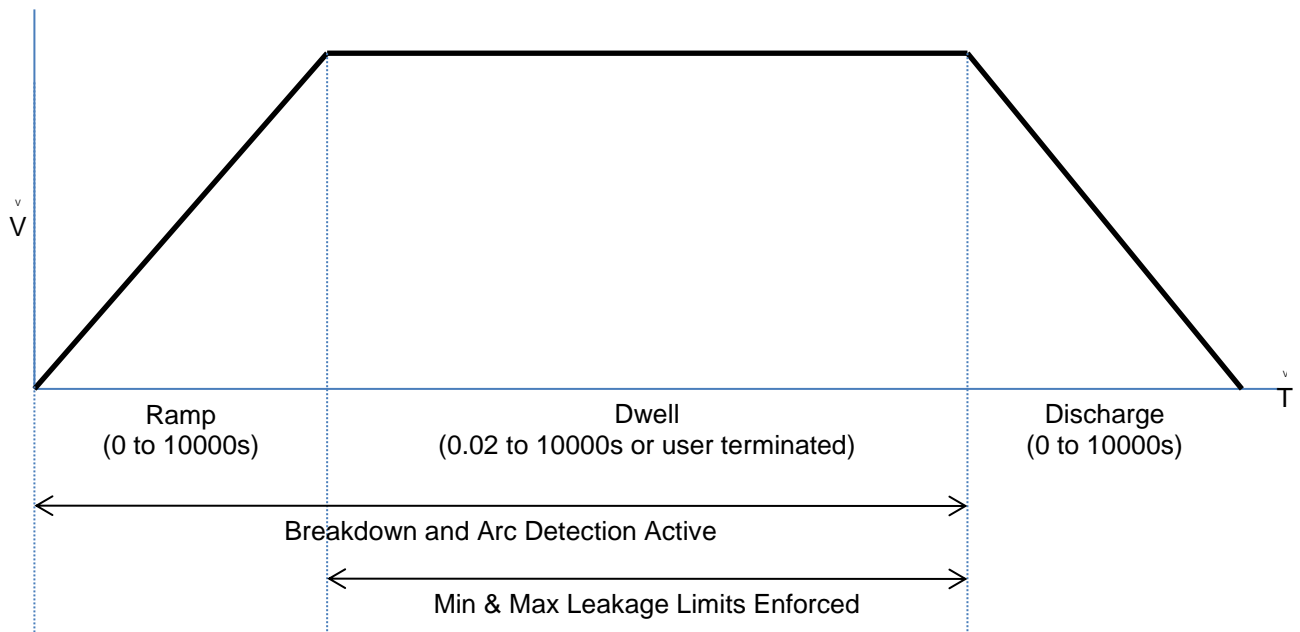 v
V
v
T
Ramp
(0 to 10000s)
Dwell
(0.02 to 10000s or user terminated)
Discharge
(0 to 10000s)
Breakdown and Arc Detection Active
Min & Max Leakage Limits Enforced